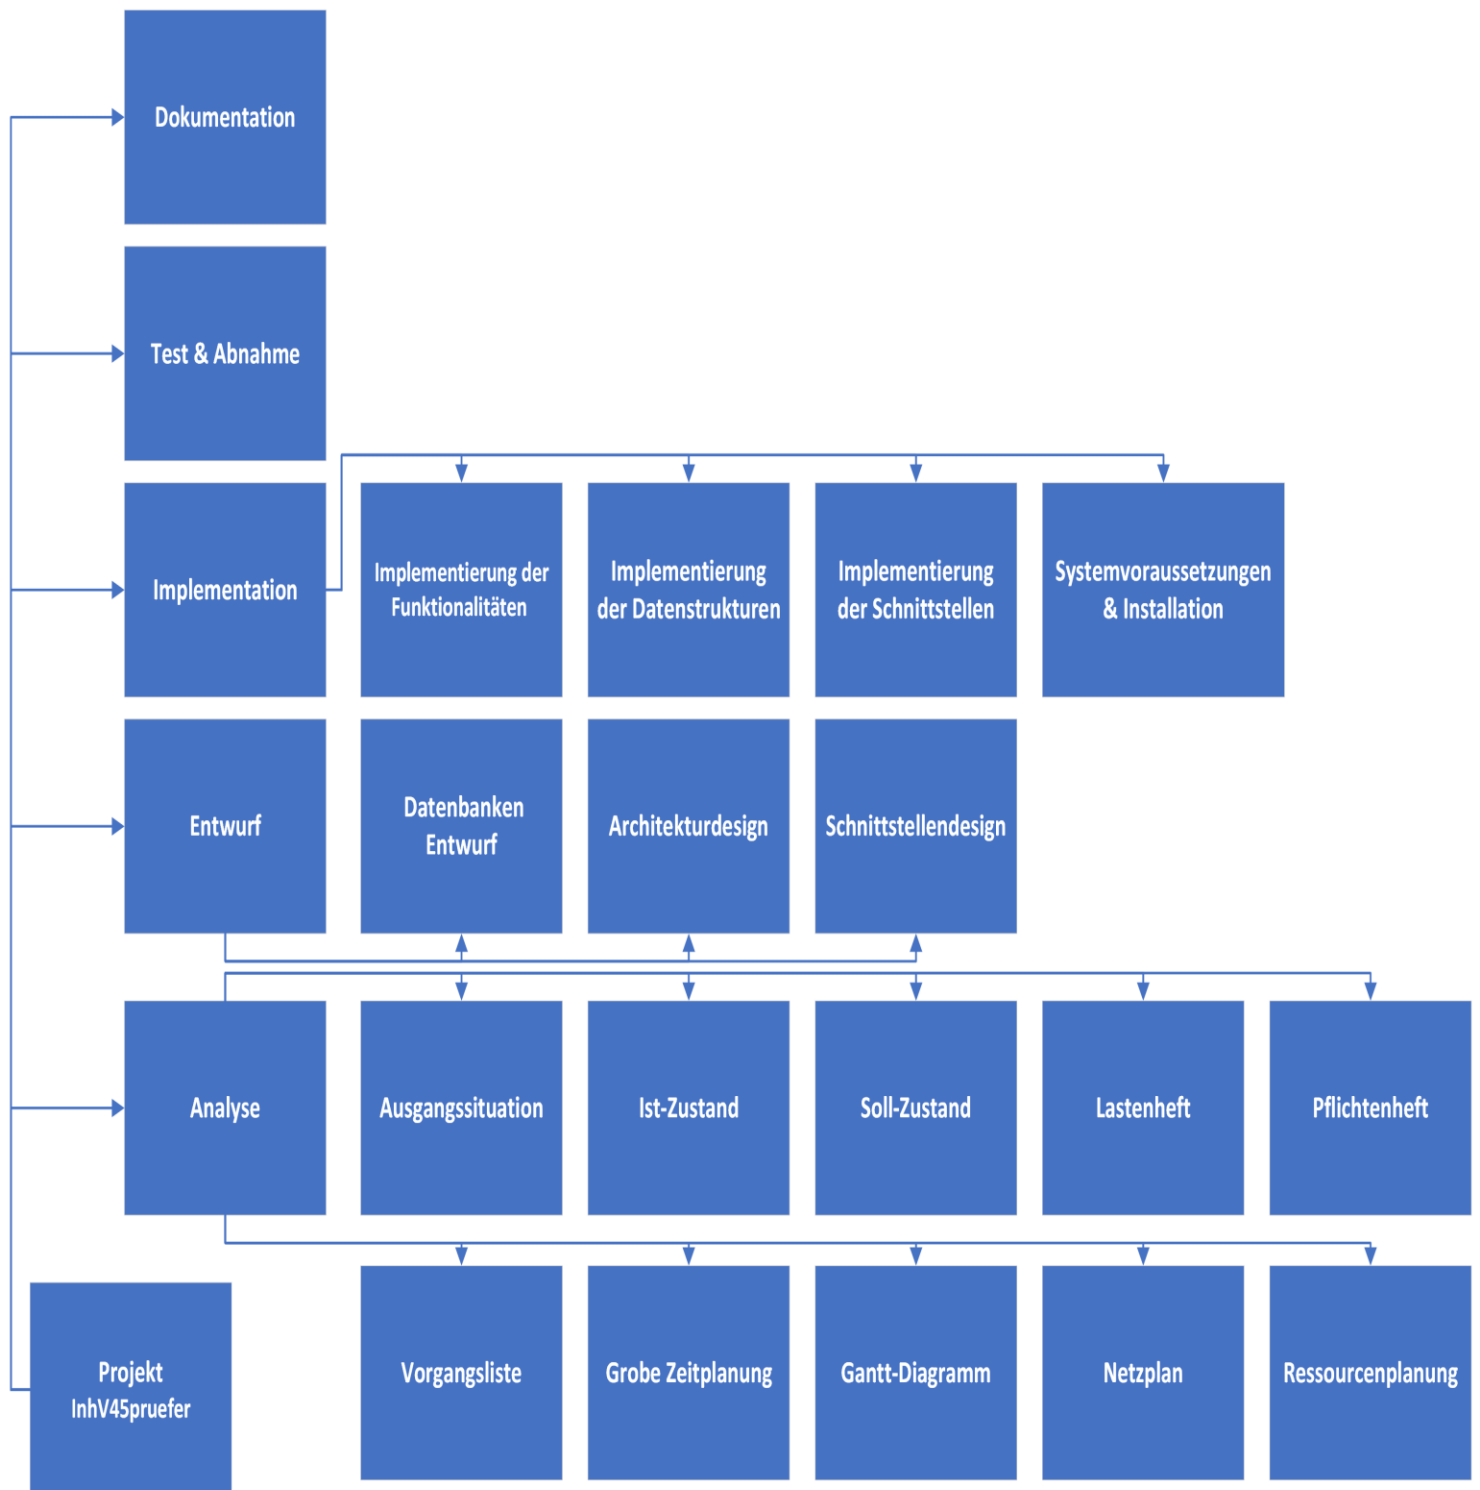 Dokumentation
Test & Abnahme
Implementation
Implementierung der
Funktionalitäten
Implementierung
der Datenstrukturen
Implementierung
der Schnittstellen
Systemvoraussetzungen
& Installation
Entwurf
Datenbanken
Entwurf
Architekturdesign
Schnittstellendesign
Analyse
Ausgangssituation
Ist-Zustand
Soll-Zustand
Lastenheft
Pflichtenheft
Projekt
InhV45pruefer
Vorgangsliste
Grobe Zeitplanung
Gantt-Diagramm
Netzplan
Ressourcenplanung